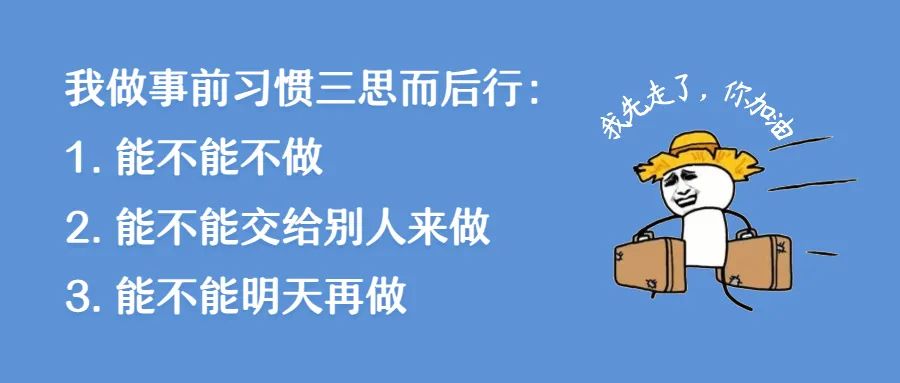 我做事前习惯三思而后行：
1. 能不能不做
2. 能不能交给别人来做
3. 能不能明天再做
我先走了，你加油